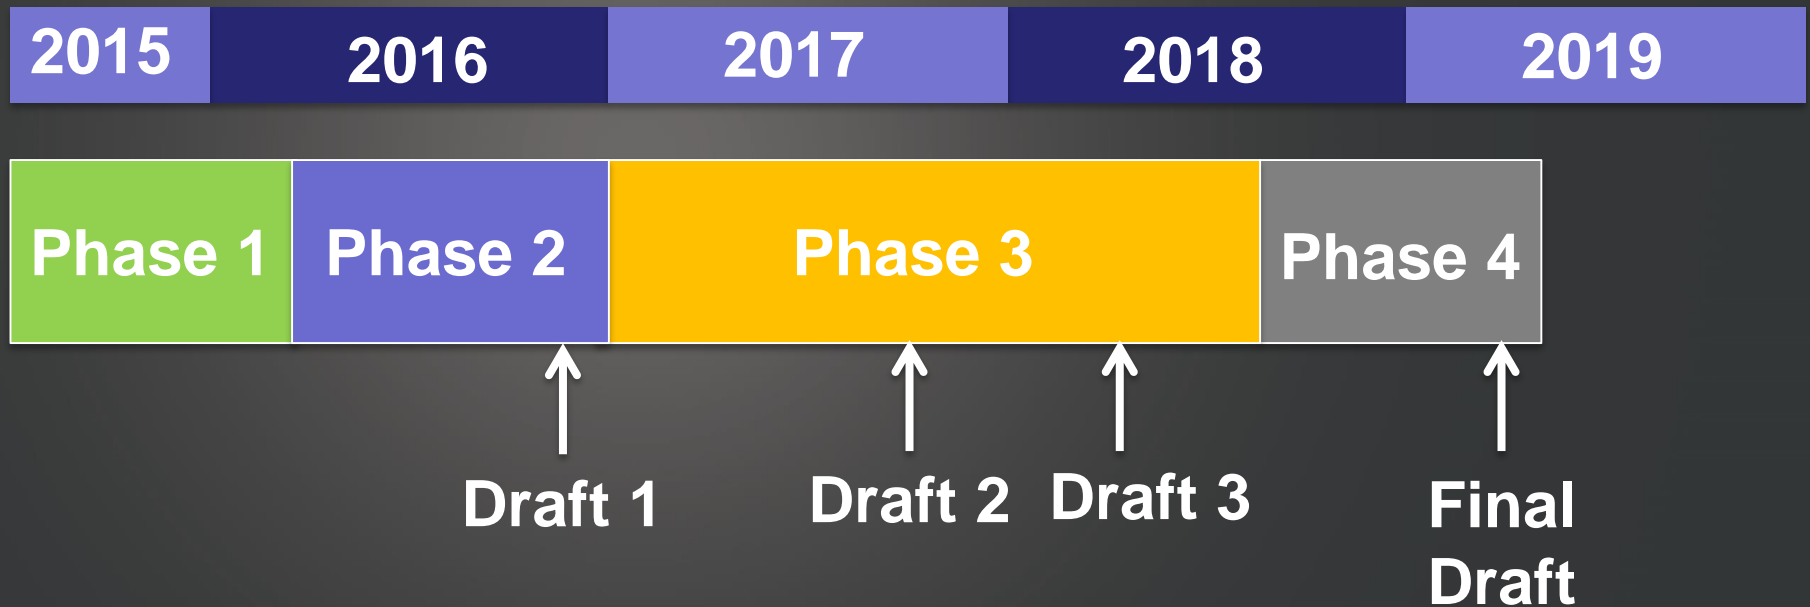 2015
2016
2017
2018
2019
Phase 1
Phase 2
Phase 3
Phase 4
Draft 1
Draft 2
Draft 3
Final
Draft